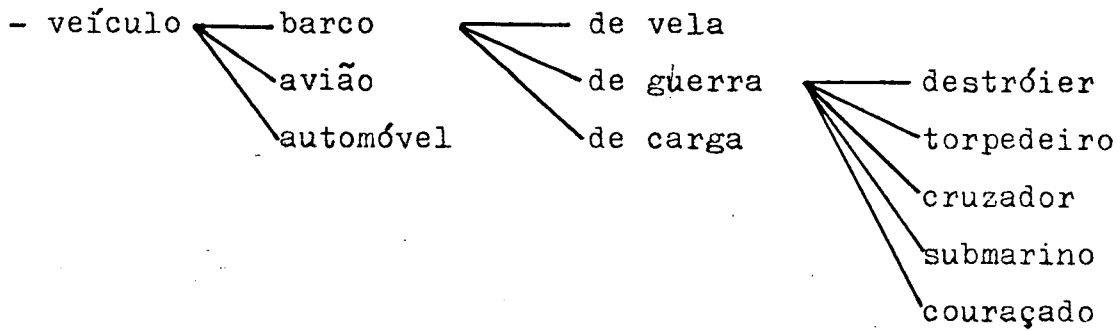 - veículo barco de vela
avião de guerra destróier
automóvel de carga torpedeiro
cruzador
submarino
couraçado